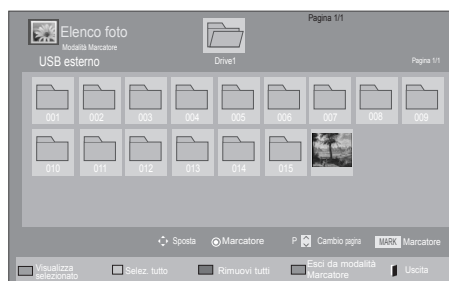 Pagina 1/1
Elenco foto
Modalità Marcatore
USB esterno
Drive1
Pagina 1/1
001 002 003 004 005 006 007 008 009
010 011 012 013 014 015
Sposta Marcatore P Cambio pagina MARK Marcatore
Visualizza selezionato
Selez. tutto
Rimuovi tutti
Esci da modalità Marcatore
Uscita